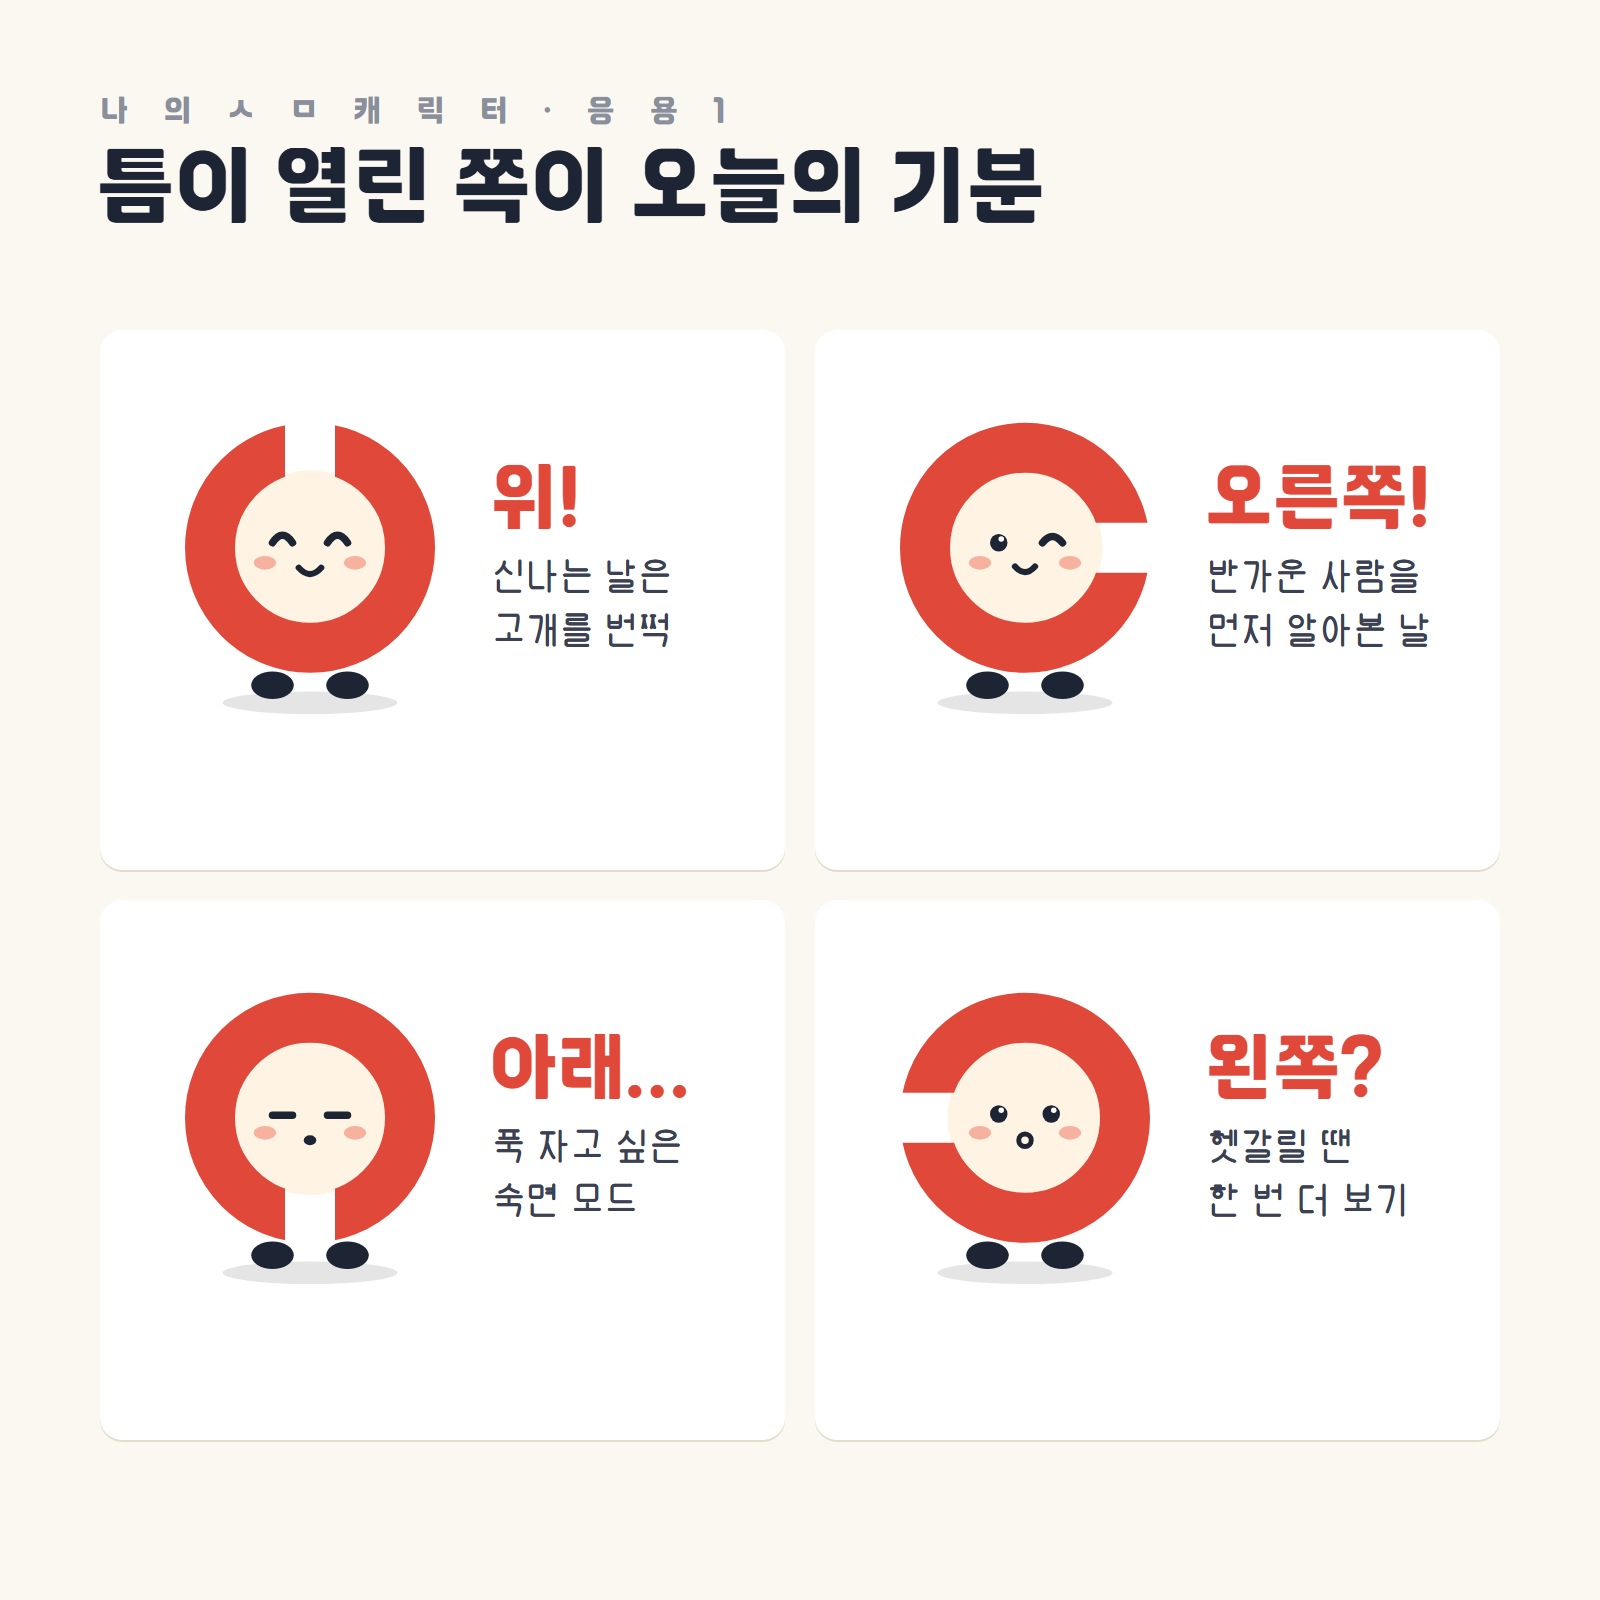 나의ㅅㅁ캐릭터·응용1
틈이 열린 쪽이 오늘의 기분
위!
신나는 날은
고개를 번쩍
오른쪽!
반가운 사람을
먼저 알아본 날
아래...
푹 자고 싶은
숙면 모드
왼쪽?
헷갈릴 땐
한 번 더 보기